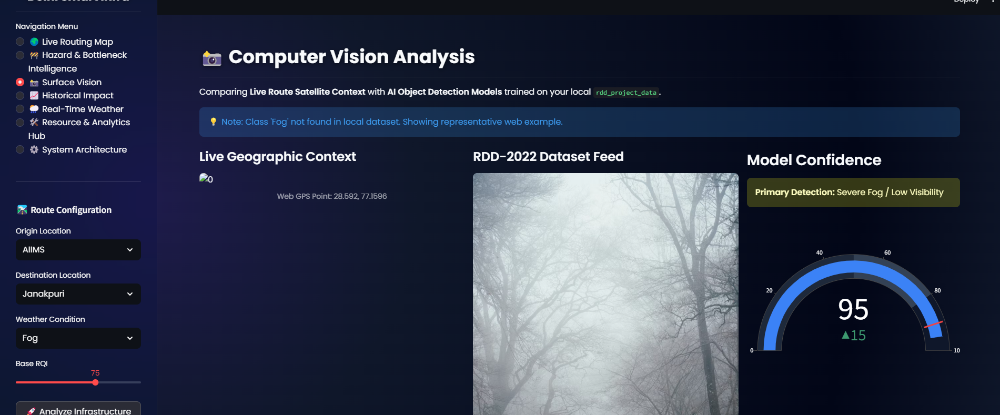 Deploy
Navigation Menu
Live Routing Map
Hazard & Bottleneck
Intelligence
Surface Vision
Historical Impact
Real-Time Weather
Resource & Analytics
Hub
System Architecture
Route Configuration
Origin Location
AIIMS
Destination Location
Janakpuri
Weather Condition
Fog
Base RQI
75
Analyze Infrastructure
Computer Vision Analysis
Comparing Live Route Satellite Context with AI Object Detection Models trained on your local rdd_project_data.
Note: Class 'Fog' not found in local dataset. Showing representative web example.
Live Geographic Context
0
Web GPS Point: 28.592, 77.1596
RDD-2022 Dataset Feed
Model Confidence
Primary Detection: Severe Fog / Low Visibility
0
20
40
60
80
10
95
▲15